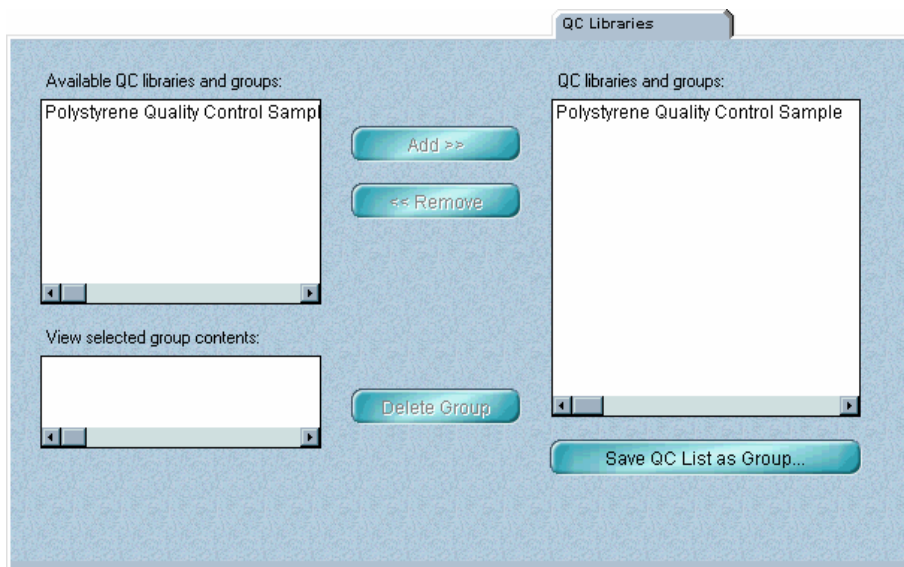 QC Libraries
Available QC libraries and groups:
Polystyrene Quality Control Sampl
Add >>
<< Remove
View selected group contents:
Delete Group
QC libraries and groups:
Polystyrene Quality Control Sample
Save QC List as Group...